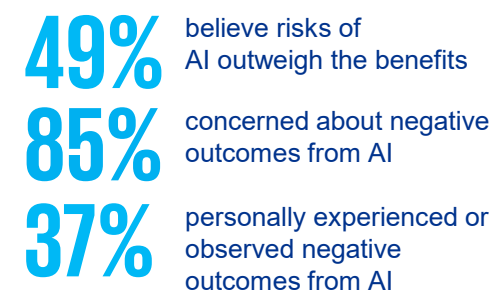 49%
believe risks of
AI outweigh the benefits
85%
concerned about negative
outcomes from AI
37%
personally experienced or
observed negative
outcomes from AI